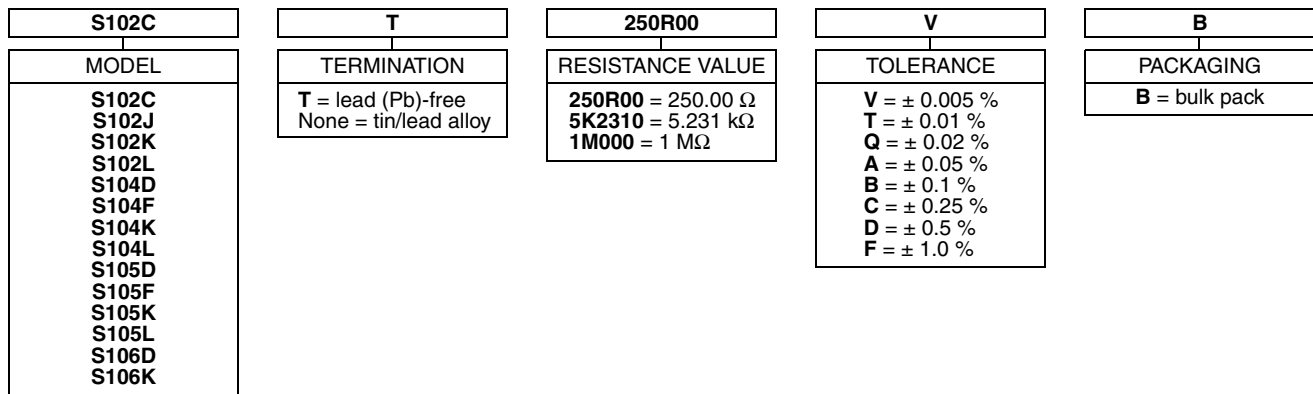 S102C
T
250R00
V
B
MODEL
S102C
S102J
S102K
S102L
S104D
S104F
S104K
S104L
S105D
S105F
S105K
S105L
S106D
S106K
TERMINATION
T = lead (Pb)-free
None = tin/lead alloy
RESISTANCE VALUE
250R00 = 250.00 Ω
5K2310 = 5.231 kΩ
1M000 = 1 MΩ
TOLERANCE
V = ± 0.005 %
T = ± 0.01 %
Q = ± 0.02 %
A = ± 0.05 %
B = ± 0.1 %
C = ± 0.25 %
D = ± 0.5 %
F = ± 1.0 %
PACKAGING
B = bulk pack